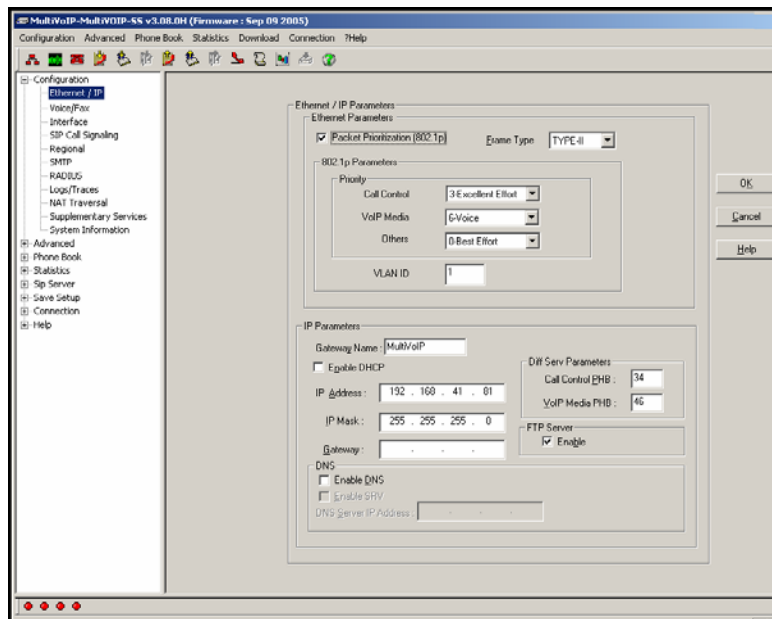 MultiVoIP-MultiVOIP-SS v3.08.0H (Firmware : Sep 09 2005)
Configuration Advanced Phone Book Statistics Download Connection ?Help
Configuration
Ethernet / IP
Voice/Fax
Interface
SIP Call Signaling
Regional
SMTP
RADIUS
Logs/Traces
NAT Traversal
Supplementary Services
System Information
Advanced
Phone Book
Statistics
Sip Server
Save Setup
Connection
Help
Ethernet / IP Parameters
Ethernet Parameters
Packet Prioritization (802.1p)
Frame Type TYPE-II
802.1p Parameters
Priority
Call Control 3-Excellent Effort
VoIP Media 6-Voice
Others 0-Best Effort
VLAN ID 1
OK
Cancel
Help
IP Parameters
Gateway Name : MultiVoIP
Enable DHCP
IP Address : 192 . 168 . 41 . 81
IP Mask : 255 . 255 . 255 . 0
Gateway : . . .
Diff Serv Parameters
Call Control PHB : 34
VoIP Media PHB : 46
FTP Server
Enable
DNS
Enable DNS
Enable SRV
DNS Server IP Address : . . .